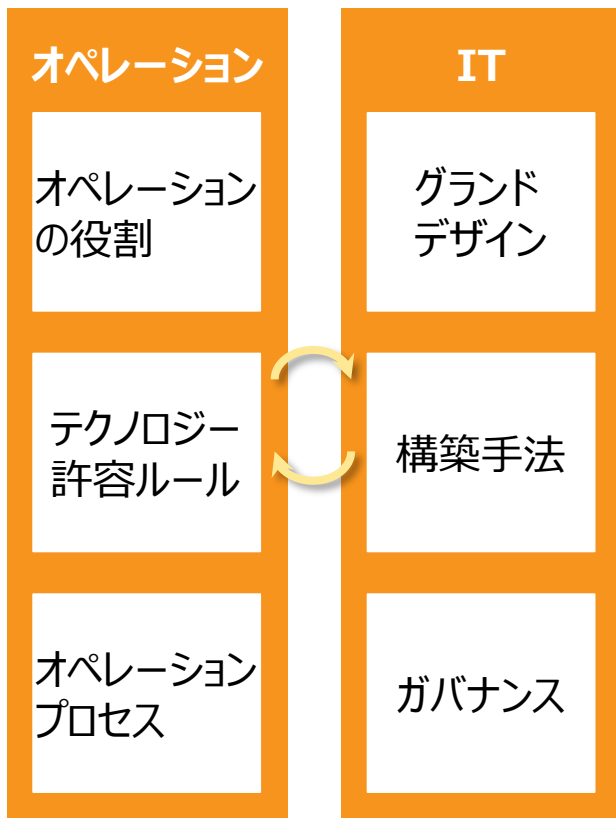 オペレーション
オペレーション
の役割
テクノロジー
許容ルール
オペレーション
プロセス
IT
グランド
デザイン
構築手法
ガバナンス